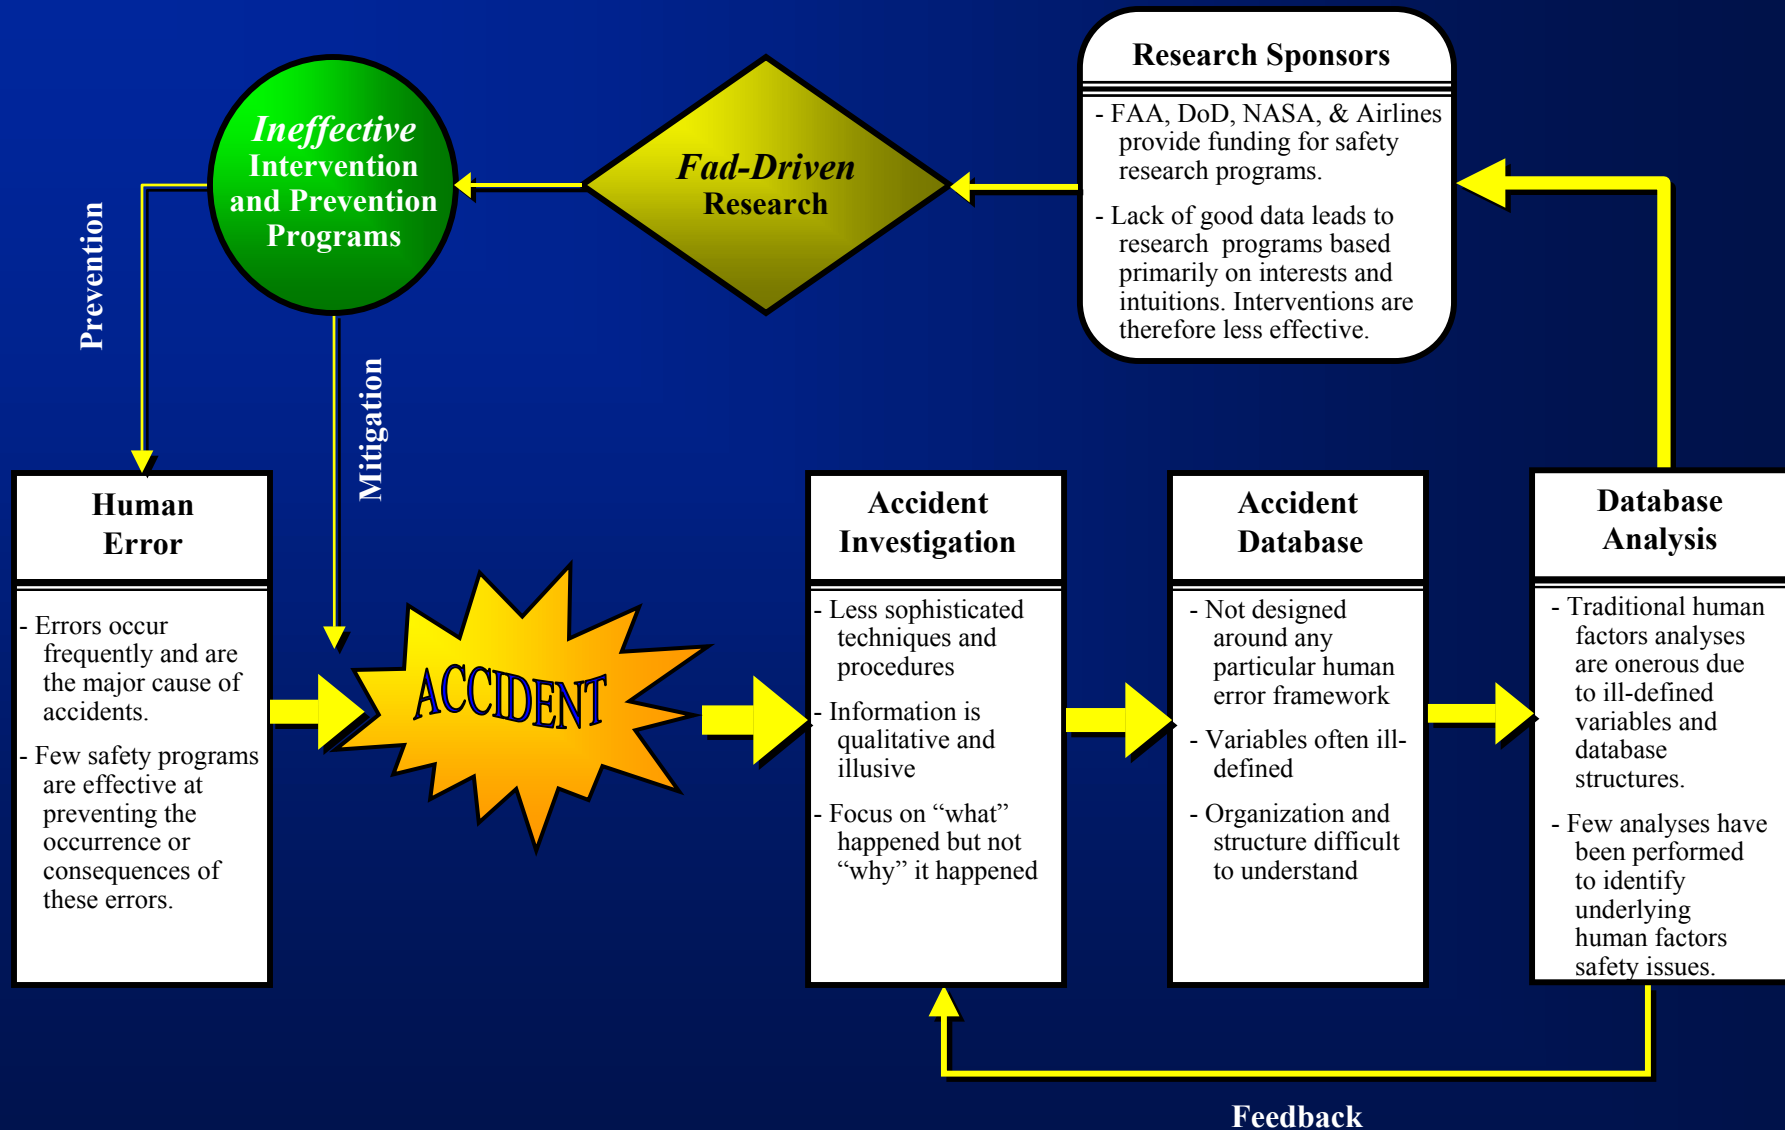 Research Sponsors
- FAA, DoD, NASA, & Airlines
provide funding for safety
research programs.
- Lack of good data leads to
research programs based
primarily on interests and
intuitions. Interventions are
therefore less effective.
Fad-Driven
Research
Ineffective
Intervention
and Prevention
Programs
Prevention
Mitigation
Human
Error
- Errors occur
frequently and are
the major cause of
accidents.
- Few safety programs
are effective at
preventing the
occurrence or
consequences of
these errors.
ACCIDENT
Accident
Investigation
- Less sophisticated
techniques and
procedures
- Information is
qualitative and
illusive
- Focus on “what”
happened but not
“why” it happened
Accident
Database
- Not designed
around any
particular human
error framework
- Variables often ill-
defined
- Organization and
structure difficult
to understand
Database
Analysis
- Traditional human
factors analyses
are onerous due
to ill-defined
variables and
database
structures.
- Few analyses have
been performed
to identify
underlying
human factors
safety issues.
Feedback